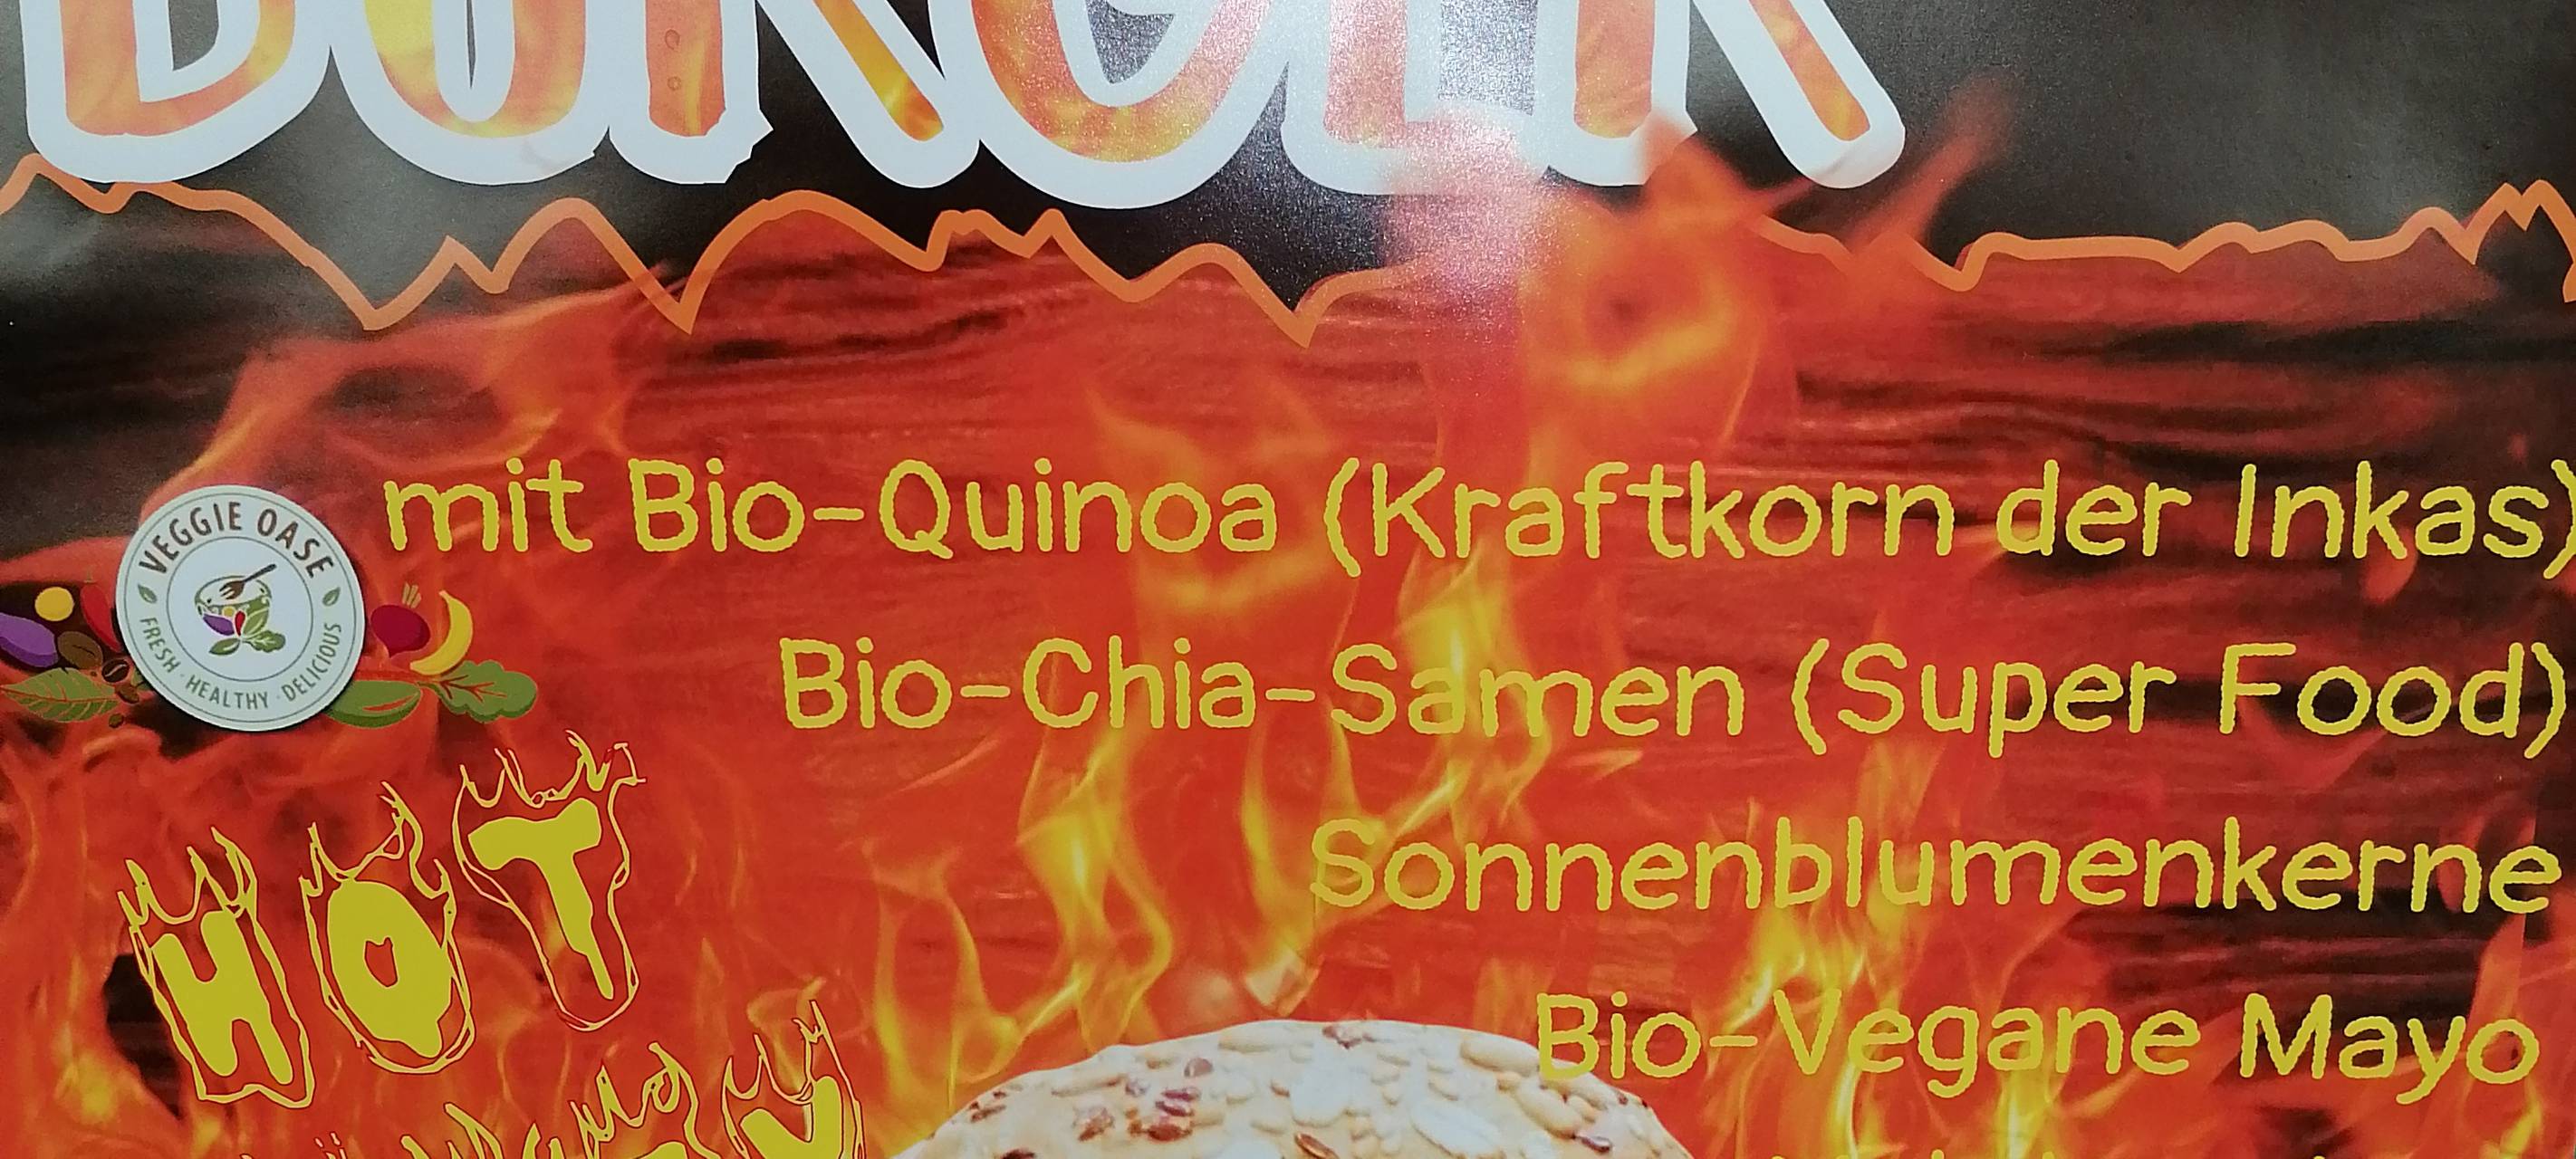 BURGER
mit Bio-Quinoa (Kraftkorn der Inkas)
VEGGIE OASE
FRESH · HEALTHY · DELICIOUS
Bio-Chia-Samen (Super Food)
HOT
Sonnenblumenkerne
Bio-Vegane Mayo